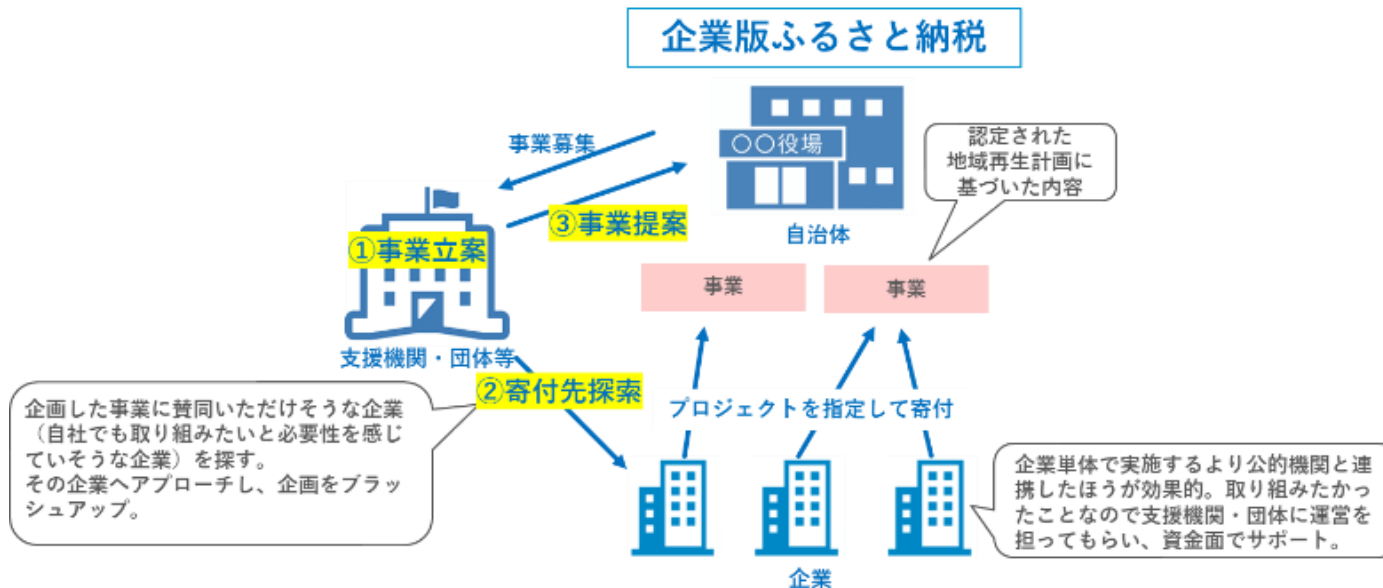 企業版ふるさと納税
事業募集
〇〇役場
認定された
地域再生計画に
基づいた内容
①事業立案
③事業提案
自治体
事業
事業
支援機関・団体等
②寄付先探索
企画した事業に賛同いただけそうな企業
（自社でも取り組みたいと必要性を感じ
ていそうな企業）を探す。
その企業へアプローチし、企画をブラッ
シュアップ。
プロジェクトを指定して寄付
企業単体で実施するより公的機関と連
携したほうが効果的。取り組みたかっ
たことなので支援機関・団体に運営を
担ってもらい、資金面でサポート。
企業